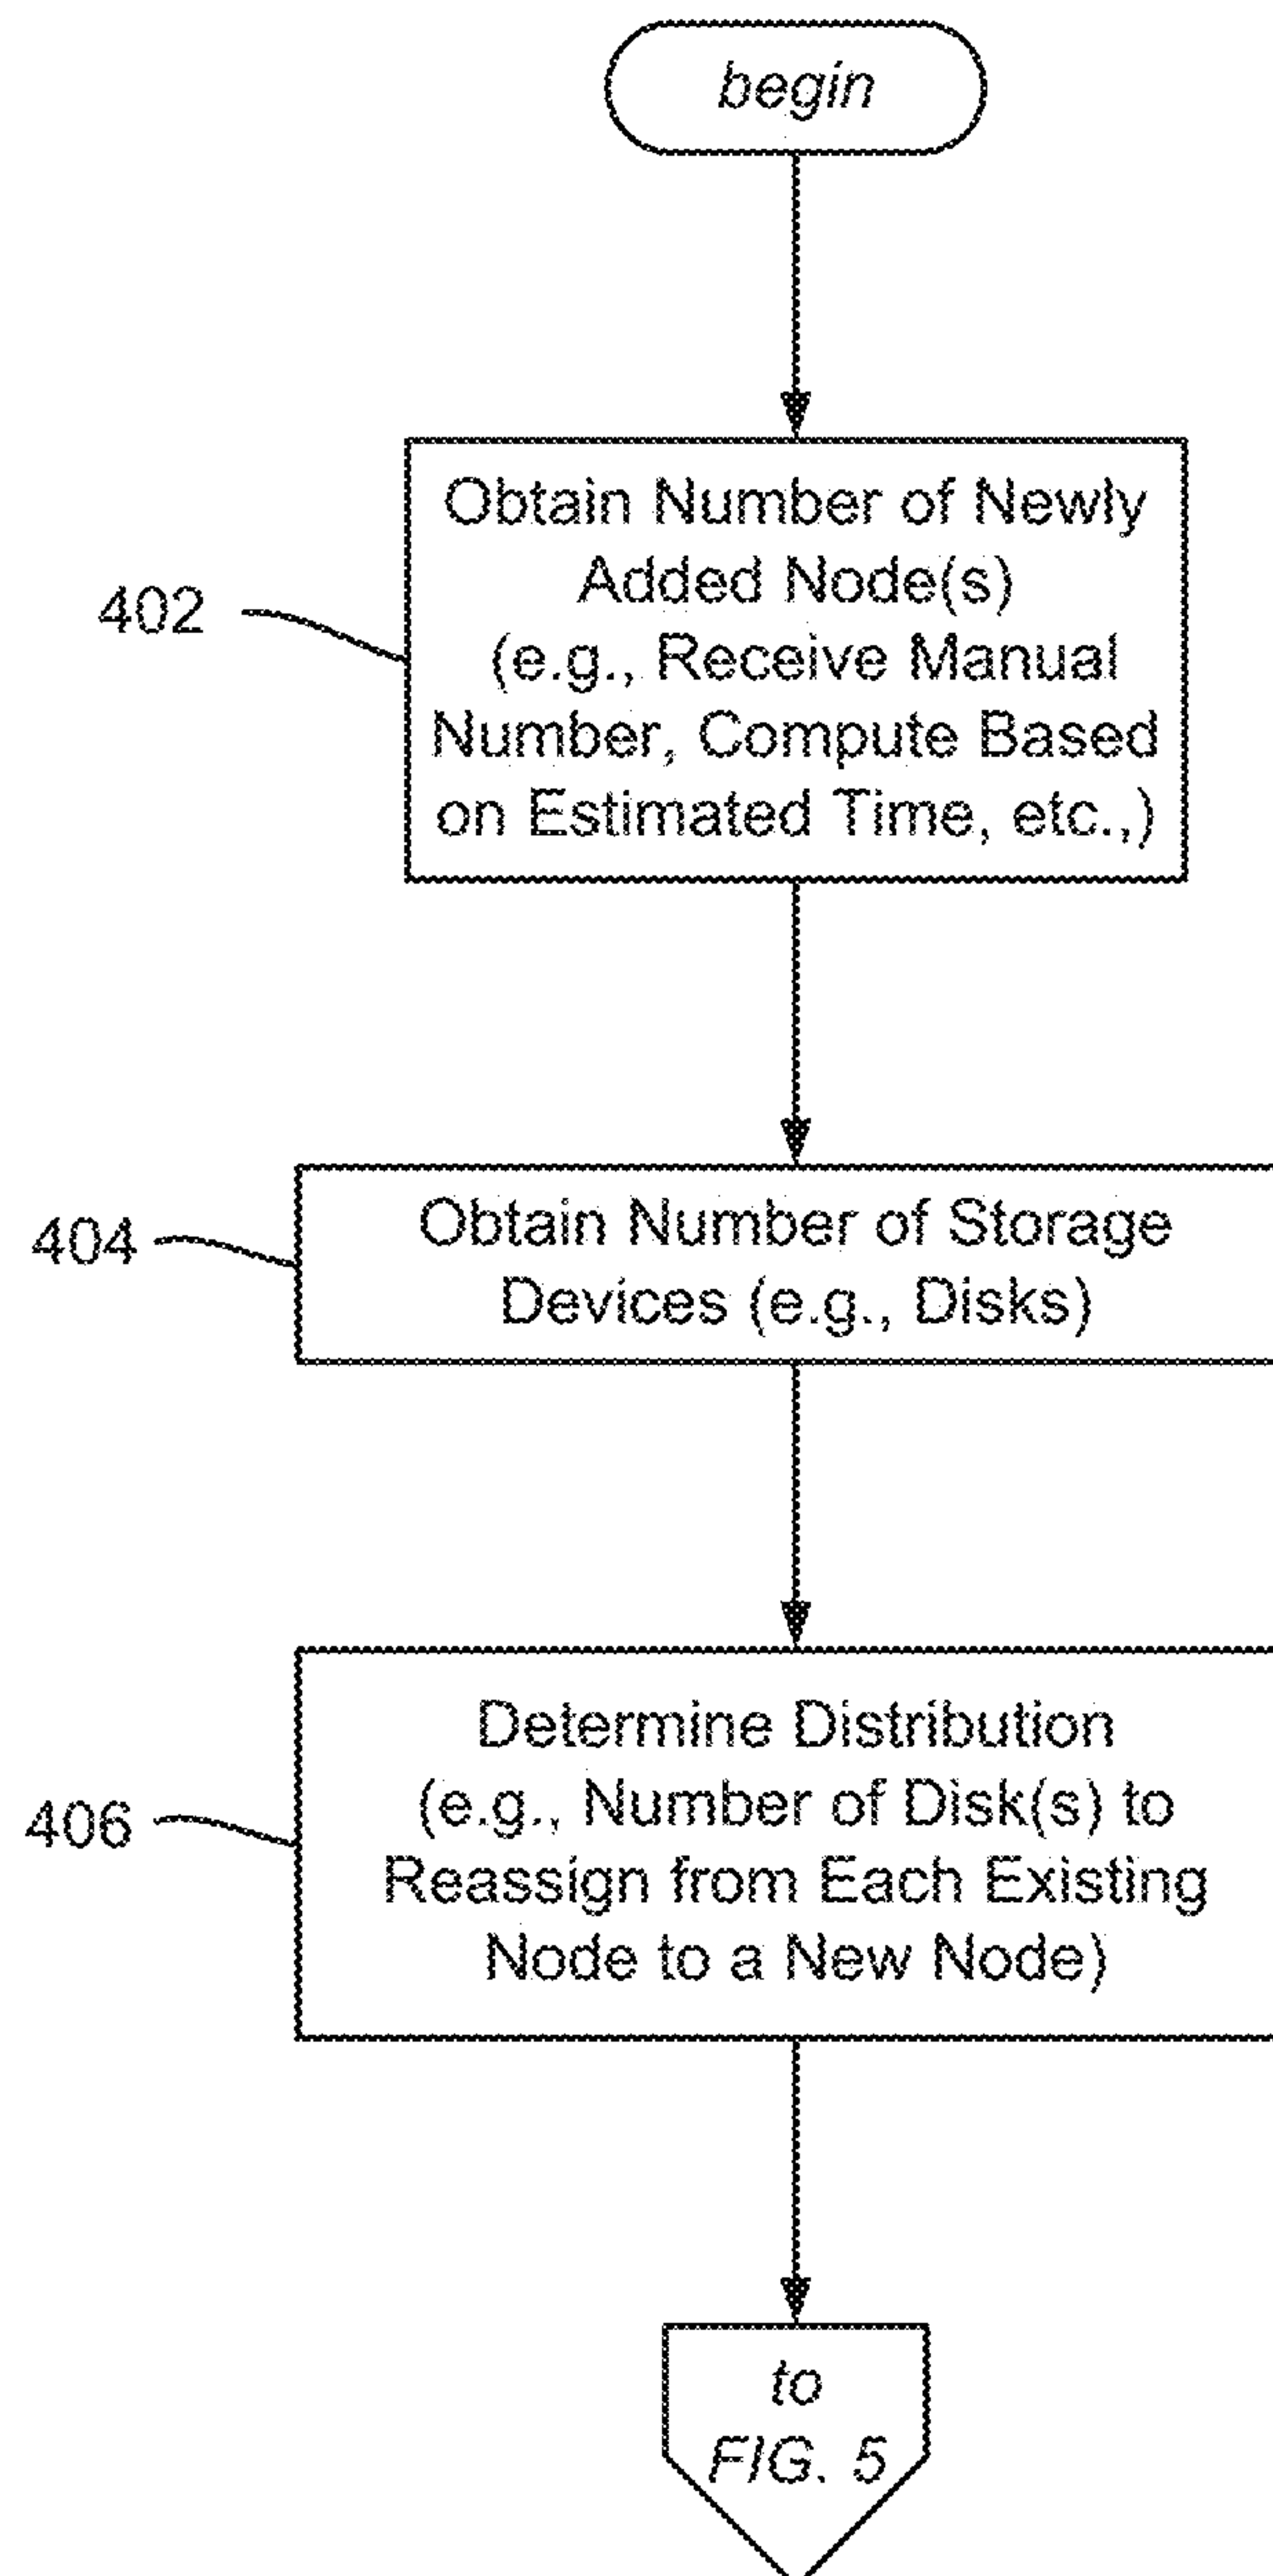 begin
402
Obtain Number of Newly
Added Node(s)
(e.g., Receive Manual
Number, Compute Based
on Estimated Time, etc.,)
404
Obtain Number of Storage
Devices (e.g., Disks)
406
Determine Distribution
(e.g., Number of Disk(s) to
Reassign from Each Existing
Node to a New Node)
to
FIG. 5